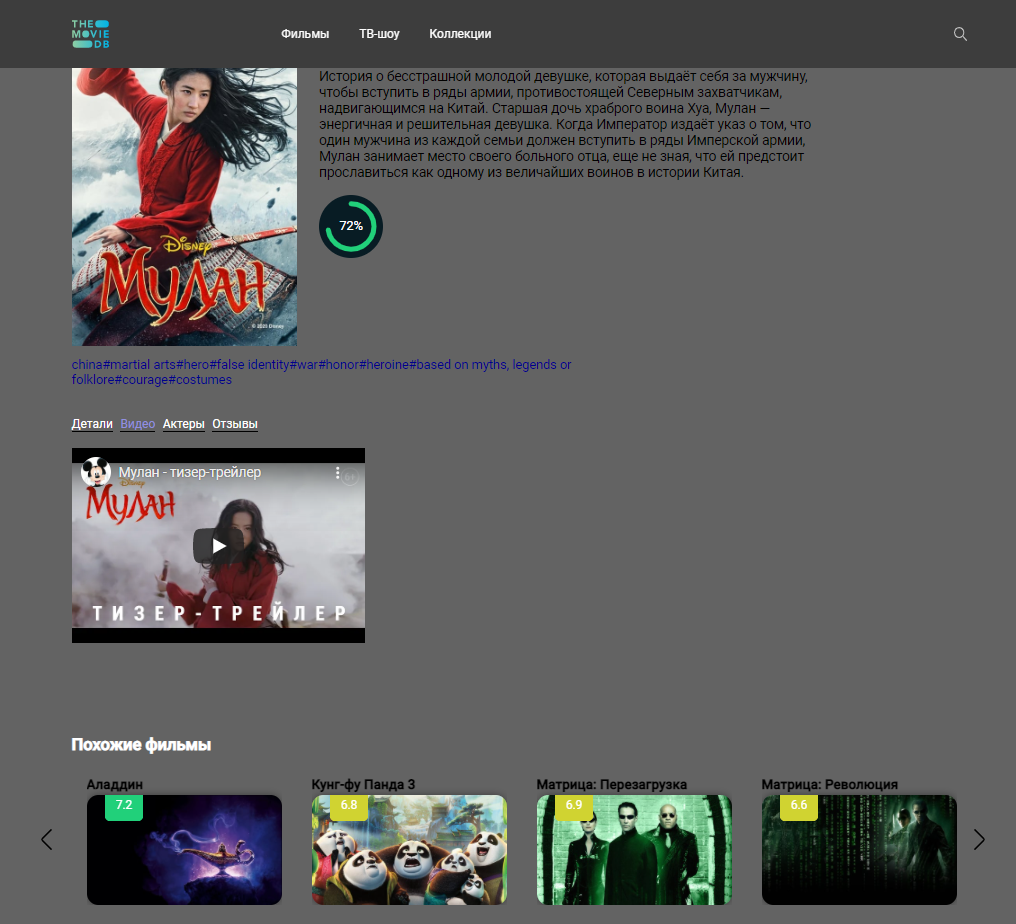 THE
MOVIE
DB
Фильмы
ТВ-шоу
Коллекции
История о бесстрашной молодой девушке, которая выдаёт себя за мужчину,
чтобы вступить в ряды армии, противостоящей Северным захватчикам,
надвигающимся на Китай. Старшая дочь храброго воина Хуа, Мулан —
энергичная и решительная девушка. Когда Император издаёт указ о том, что
один мужчина из каждой семьи должен вступить в ряды Имперской армии,
Мулан занимает место своего больного отца, еще не зная, что ей предстоит
прославиться как одному из величайших воинов в истории Китая.
72%
Disney
МУЛАН
© 2020 Disney
china#martial arts#hero#false identity#war#honor#heroine#based on myths, legends or
folklore#courage#costumes
Детали Видео Актеры Отзывы
Мулан - тизер-трейлер
6+
Disney
МУЛАН
ТИЗЕР-ТРЕЙЛЕР
Похожие фильмы
Аладдин
7.2
Кунг-фу Панда 3
6.8
Матрица: Перезагрузка
6.9
Матрица: Революция
6.6